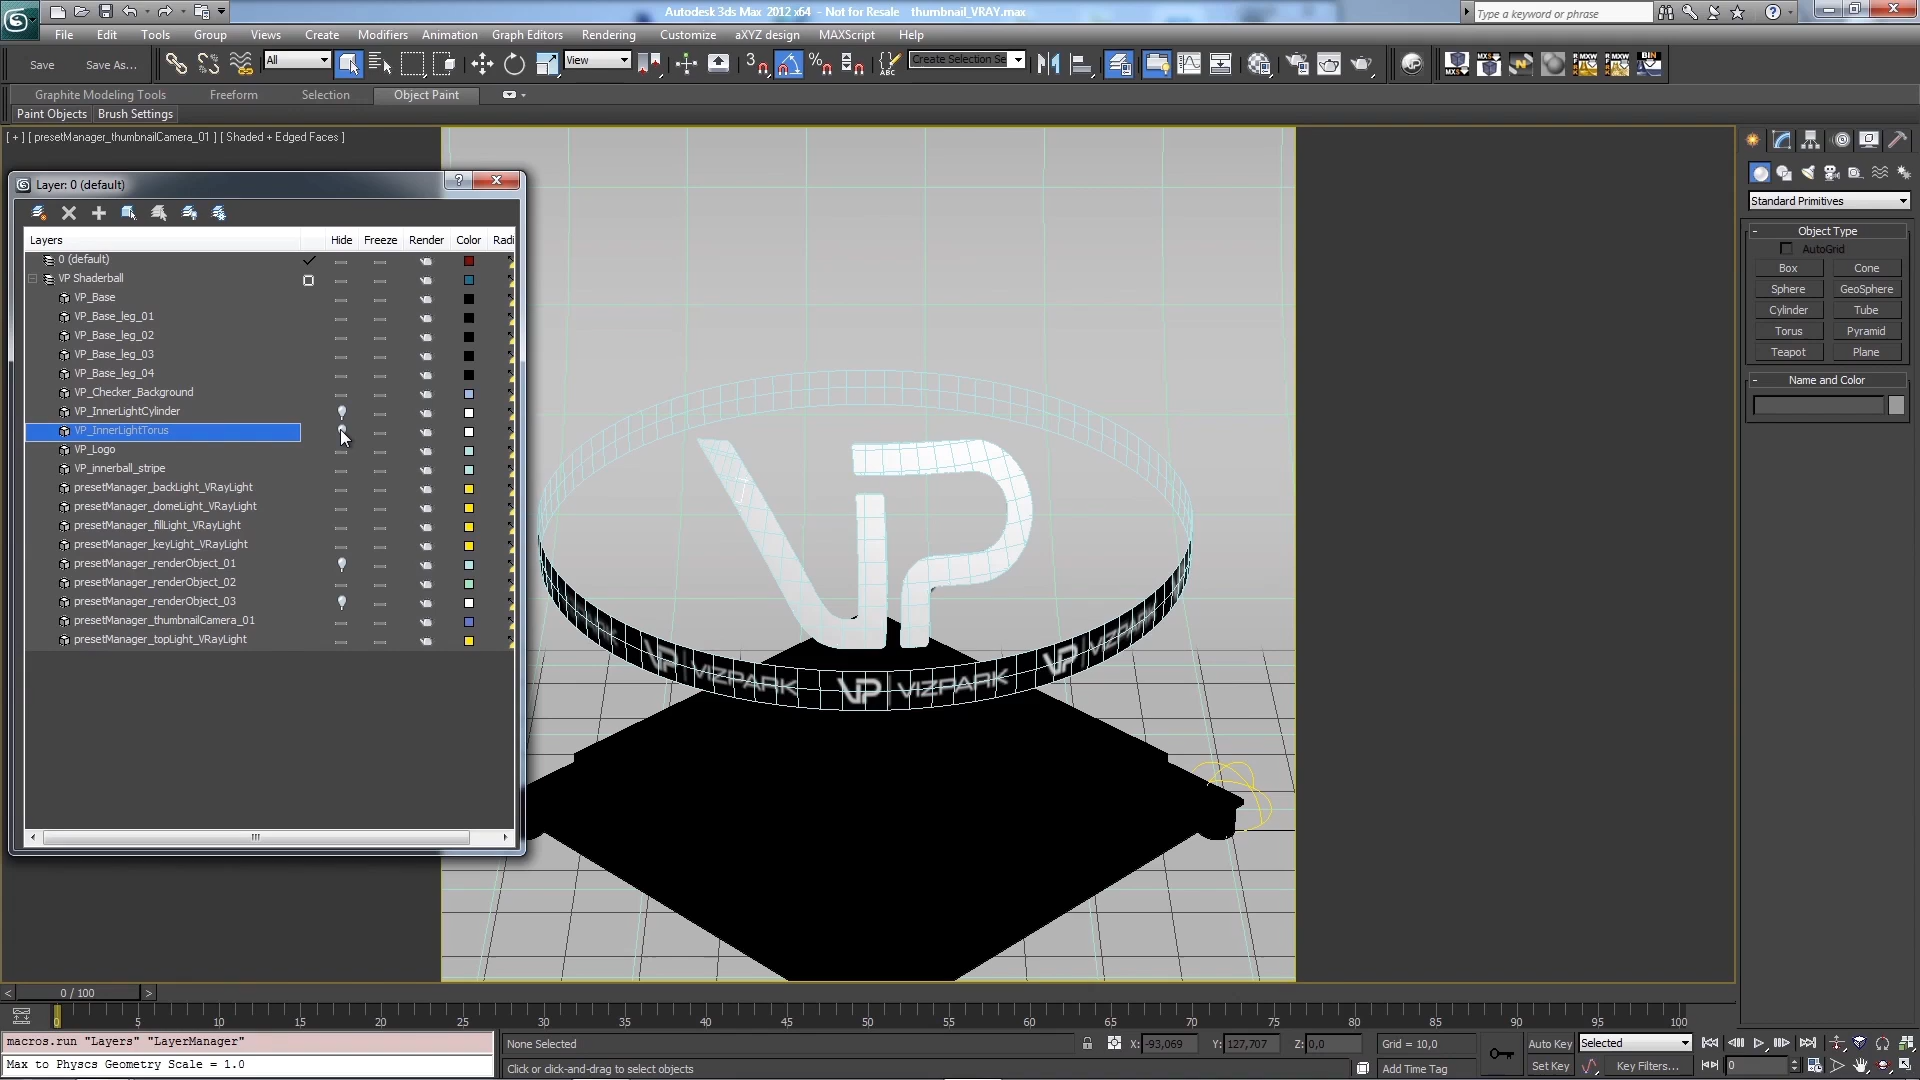 Autodesk 3ds Max 2012 x64 - Not for Resale thumbnail_VRAY.max
Type a keyword or phrase
File Edit Tools Group Views Create Modifiers Animation Graph Editors Rendering Customize aXYZ design MAXScript Help
Save Save As... All View Create Selection Se
Graphite Modeling Tools Freeform Selection Object Paint
Paint Objects Brush Settings
[ + ] [ presetManager_thumbnailCamera_01 ] [ Shaded + Edged Faces ]
Layer: 0 (default)
Layers Hide Freeze Render Color Radi
0 (default)
VP Shaderball
VP_Base
VP_Base_leg_01
VP_Base_leg_02
VP_Base_leg_03
VP_Base_leg_04
VP_Checker_Background
VP_InnerLightCylinder
VP_InnerLightTorus
VP_Logo
VP_innerball_stripe
presetManager_backLight_VRayLight
presetManager_domeLight_VRayLight
presetManager_fillLight_VRayLight
presetManager_keyLight_VRayLight
presetManager_renderObject_01
presetManager_renderObject_02
presetManager_renderObject_03
presetManager_thumbnailCamera_01
presetManager_topLight_VRayLight
VP
VP VIZPARK VP VIZPARK VP VIZPARK
Standard Primitives
- Object Type
AutoGrid
Box Cone
Sphere GeoSphere
Cylinder Tube
Torus Pyramid
Teapot Plane
- Name and Color
< 0 / 100 >
0 5 10 15 20 25 30 35 40 45 50 55 60 65 70 75 80 85 90 95 100
macros.run "Layers" "LayerManager"
Max to Physcs Geometry Scale = 1.0
None Selected X: -93,069 Y: 127,707 Z: 0,0 Grid = 10,0 Auto Key Selected
Click or click-and-drag to select objects Add Time Tag Set Key Key Filters... 0